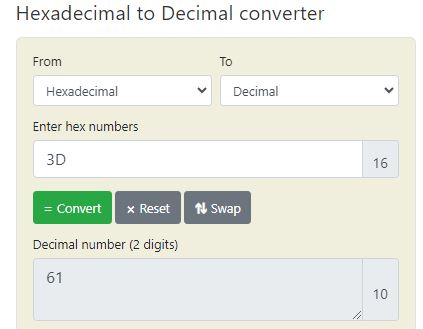 Hexadecimal to Decimal converter
From To
Hexadecimal Decimal
Enter hex numbers
3D 16
= Convert × Reset Swap
Decimal number (2 digits)
61 10